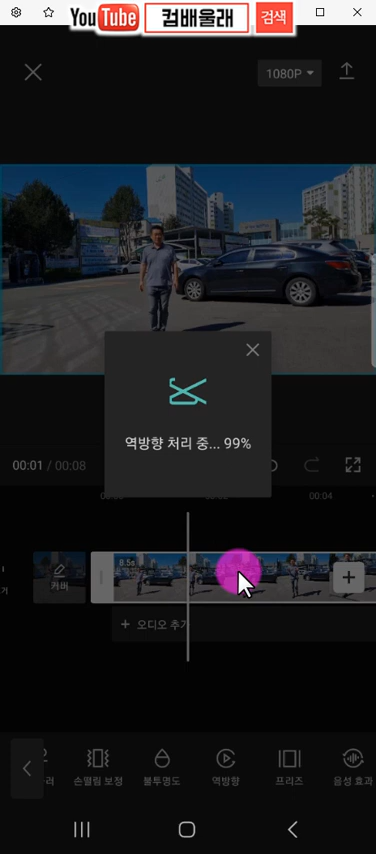 YouTube 컴배울래 검색
1080P
역방향 처리 중... 99%
00:01 / 00:08
00:04
8.5s
커버
오디오 추가
손떨림 보정
불투명도
역방향
프리즈
음성 효과